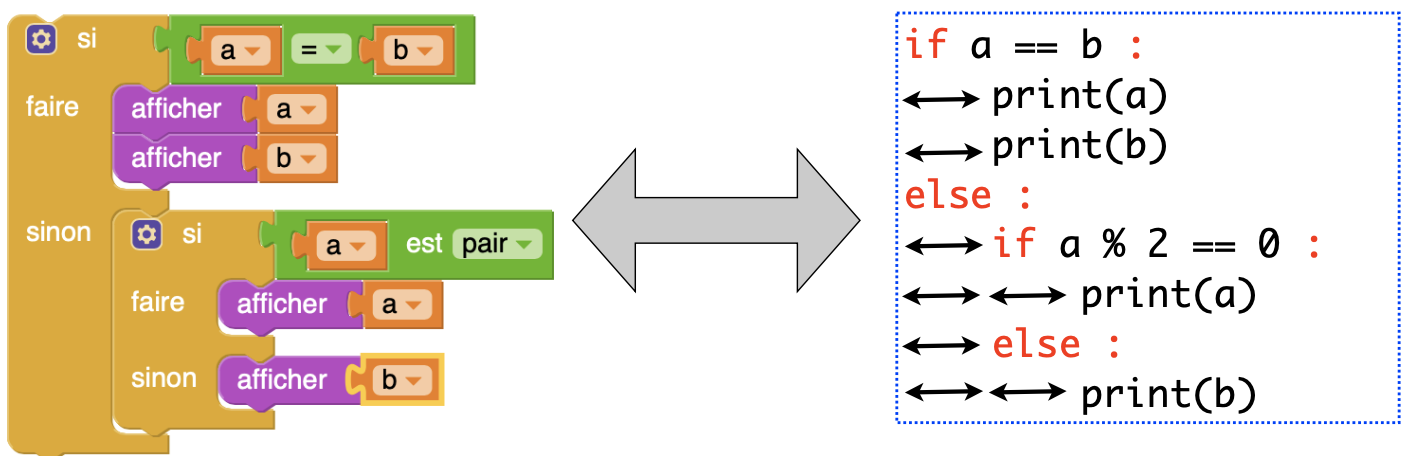 si a = b
faire afficher a
afficher b
sinon si a est pair
faire afficher a
sinon afficher b
if a == b :
print(a)
print(b)
else :
if a % 2 == 0 :
print(a)
else :
print(b)